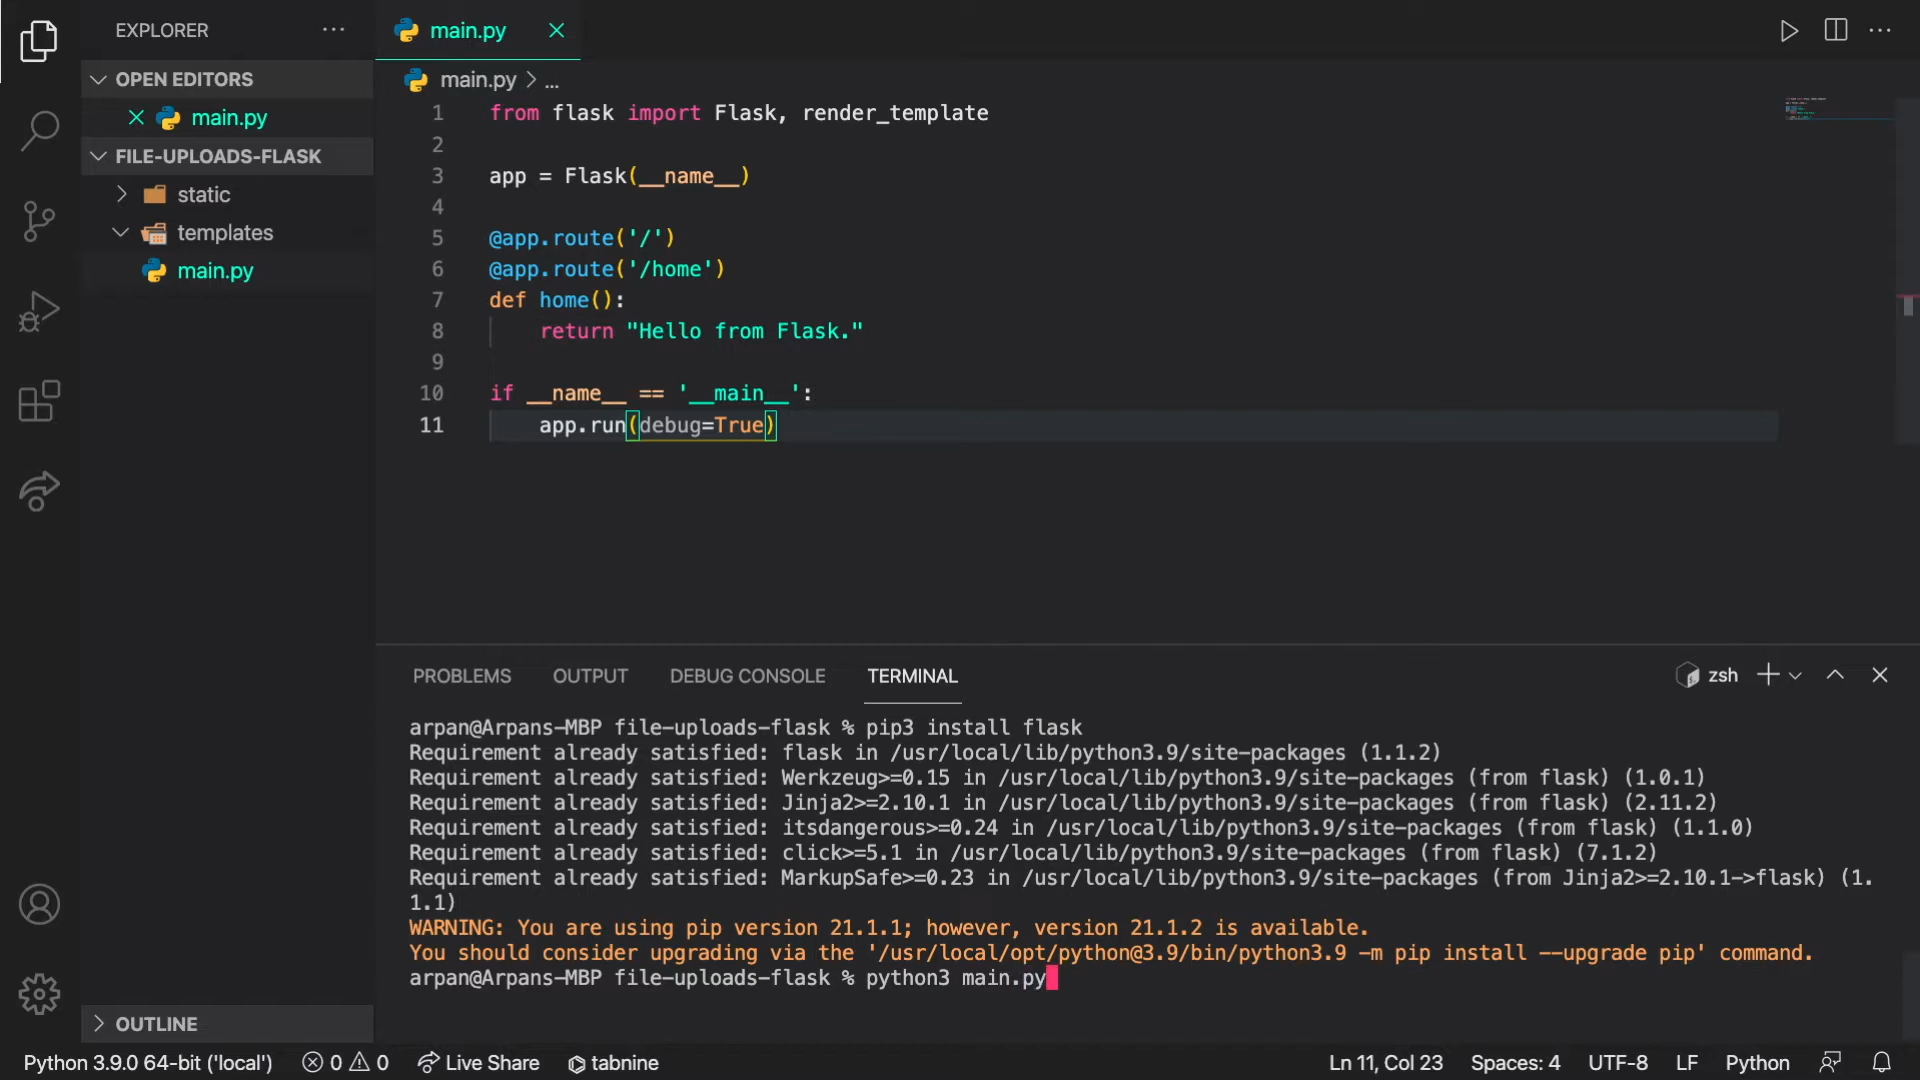 EXPLORER ...
OPEN EDITORS
main.py
FILE-UPLOADS-FLASK
static
templates
main.py
OUTLINE
main.py
main.py > ...
1 from flask import Flask, render_template
2
3 app = Flask(__name__)
4
5 @app.route('/')
6 @app.route('/home')
7 def home():
8 return "Hello from Flask."
9
10 if __name__ == '__main__':
11 app.run(debug=True)
PROBLEMS OUTPUT DEBUG CONSOLE TERMINAL zsh
arpan@Arpans-MBP file-uploads-flask % pip3 install flask
Requirement already satisfied: flask in /usr/local/lib/python3.9/site-packages (1.1.2)
Requirement already satisfied: Werkzeug>=0.15 in /usr/local/lib/python3.9/site-packages (from flask) (1.0.1)
Requirement already satisfied: Jinja2>=2.10.1 in /usr/local/lib/python3.9/site-packages (from flask) (2.11.2)
Requirement already satisfied: itsdangerous>=0.24 in /usr/local/lib/python3.9/site-packages (from flask) (1.1.0)
Requirement already satisfied: click>=5.1 in /usr/local/lib/python3.9/site-packages (from flask) (7.1.2)
Requirement already satisfied: MarkupSafe>=0.23 in /usr/local/lib/python3.9/site-packages (from Jinja2>=2.10.1->flask) (1.
1.1)
WARNING: You are using pip version 21.1.1; however, version 21.1.2 is available.
You should consider upgrading via the '/usr/local/opt/python@3.9/bin/python3.9 -m pip install --upgrade pip' command.
arpan@Arpans-MBP file-uploads-flask % python3 main.py
Python 3.9.0 64-bit ('local') 0 0 Live Share tabnine Ln 11, Col 23 Spaces: 4 UTF-8 LF Python